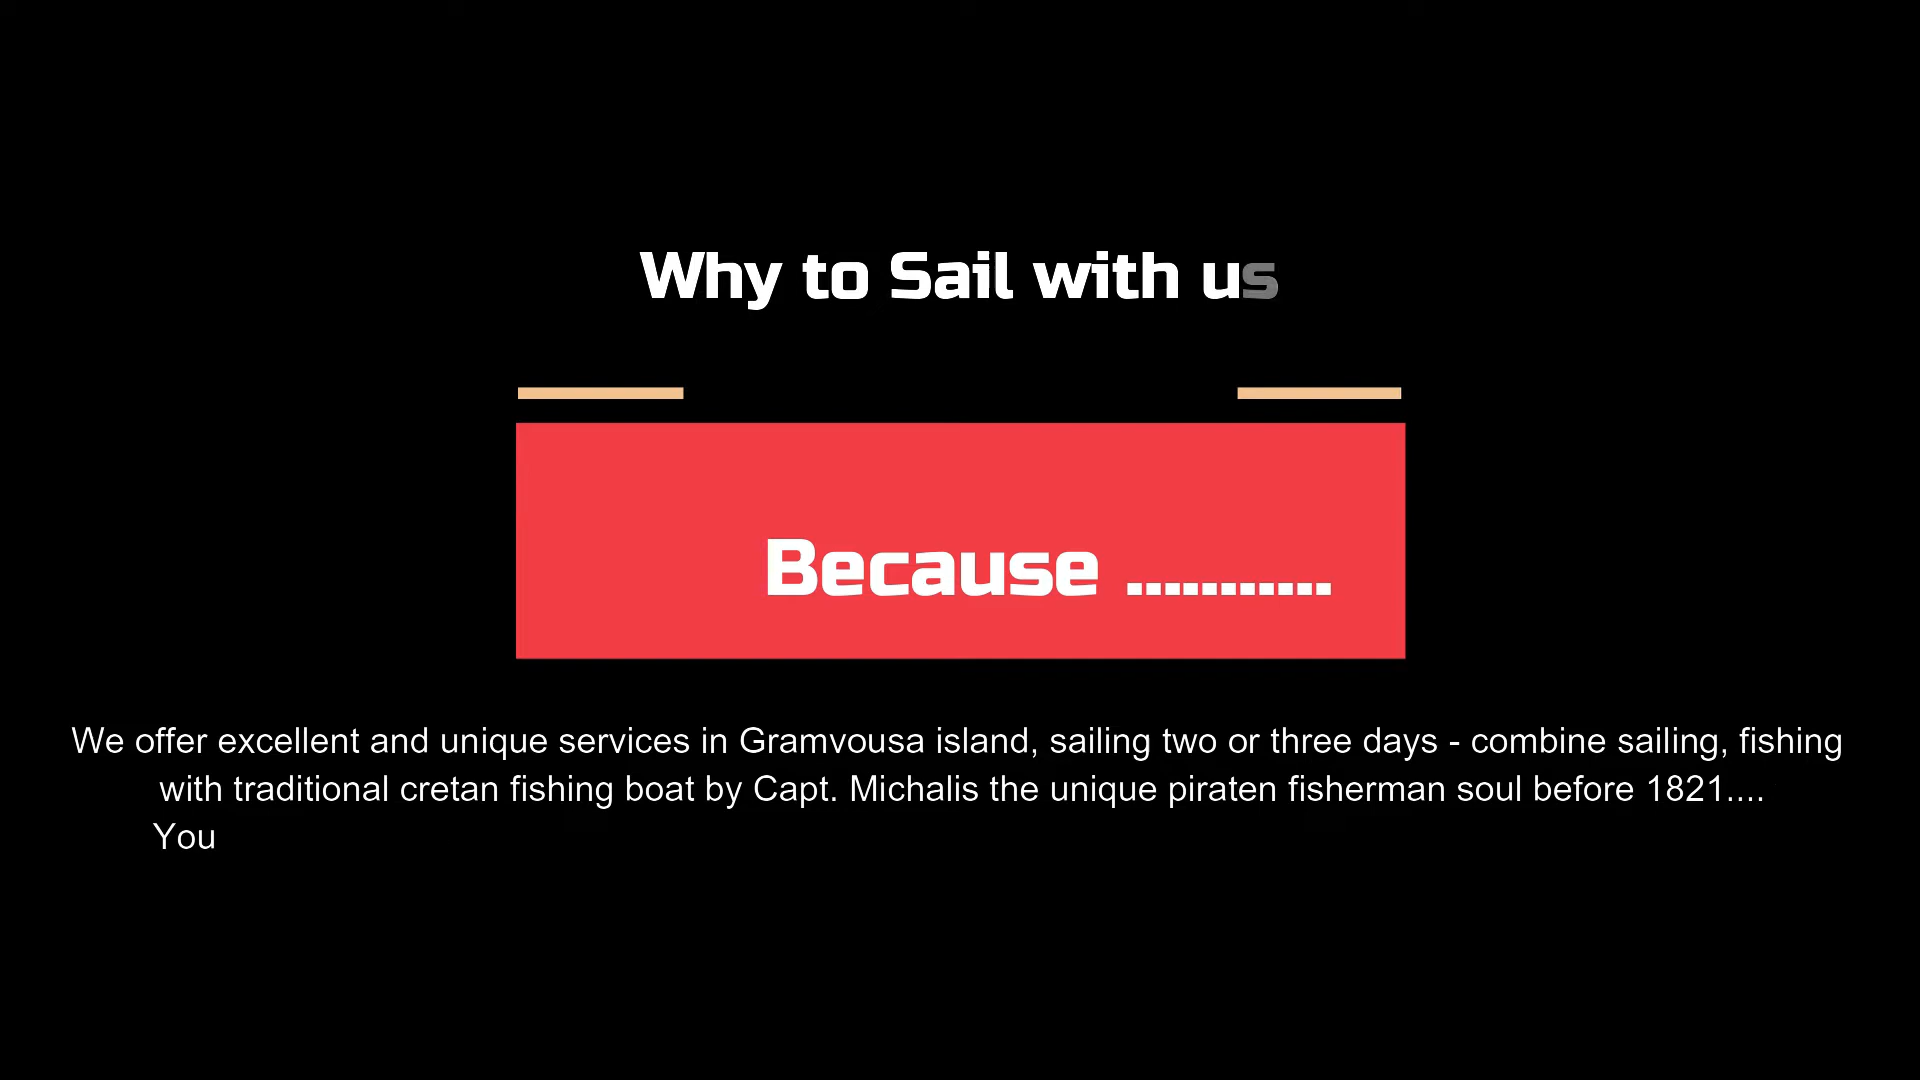 Why to Sail with us
Because ...........
We offer excellent and unique services in Gramvousa island, sailing two or three days - combine sailing, fishing
with traditional cretan fishing boat by Capt. Michalis the unique piraten fisherman soul before 1821....
You